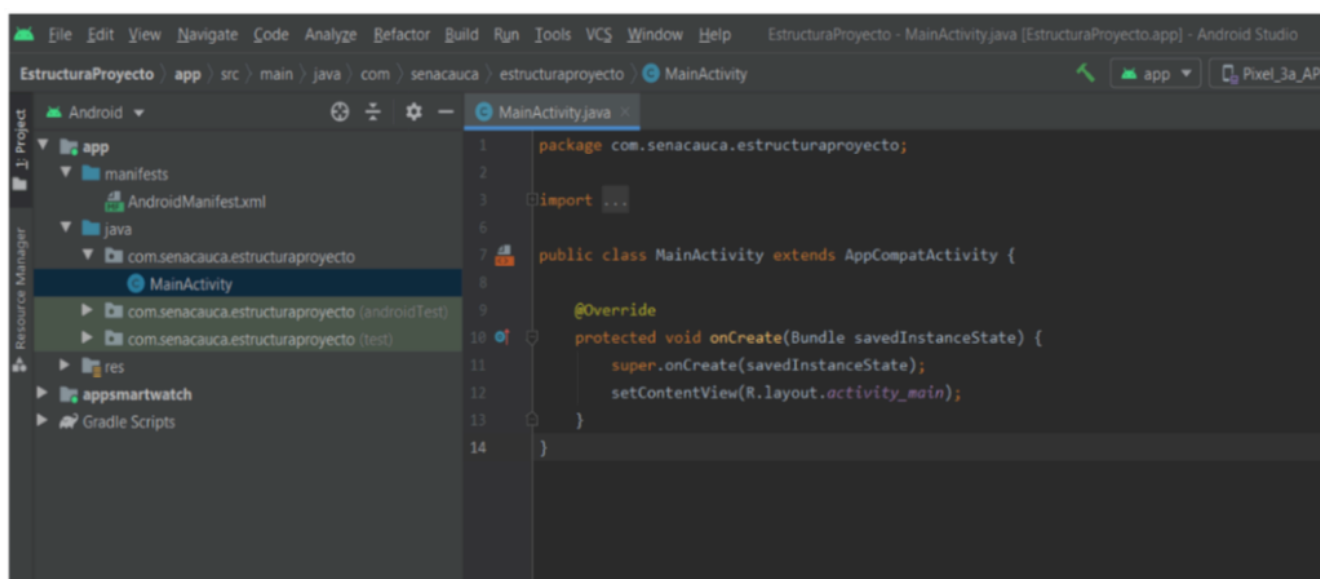 File Edit View Navigate Code Analyze Refactor Build Run Tools VCS Window Help EstructuraProyecto - MainActivity.java [EstructuraProyecto.app] - Android Studio
EstructuraProyecto app src main java com senacauca estructuraproyecto MainActivity app Pixel_3a_AP
1: Project
Resource Manager
Android
app
manifests
AndroidManifest.xml
java
com.senacauca.estructuraproyecto
MainActivity
com.senacauca.estructuraproyecto (androidTest)
com.senacauca.estructuraproyecto (test)
res
appsmartwatch
Gradle Scripts
MainActivity.java
1 package com.senacauca.estructuraproyecto;
2
3 import ...
6
7 public class MainActivity extends AppCompatActivity {
8
9 @Override
10 protected void onCreate(Bundle savedInstanceState) {
11 super.onCreate(savedInstanceState);
12 setContentView(R.layout.activity_main);
13 }
14 }